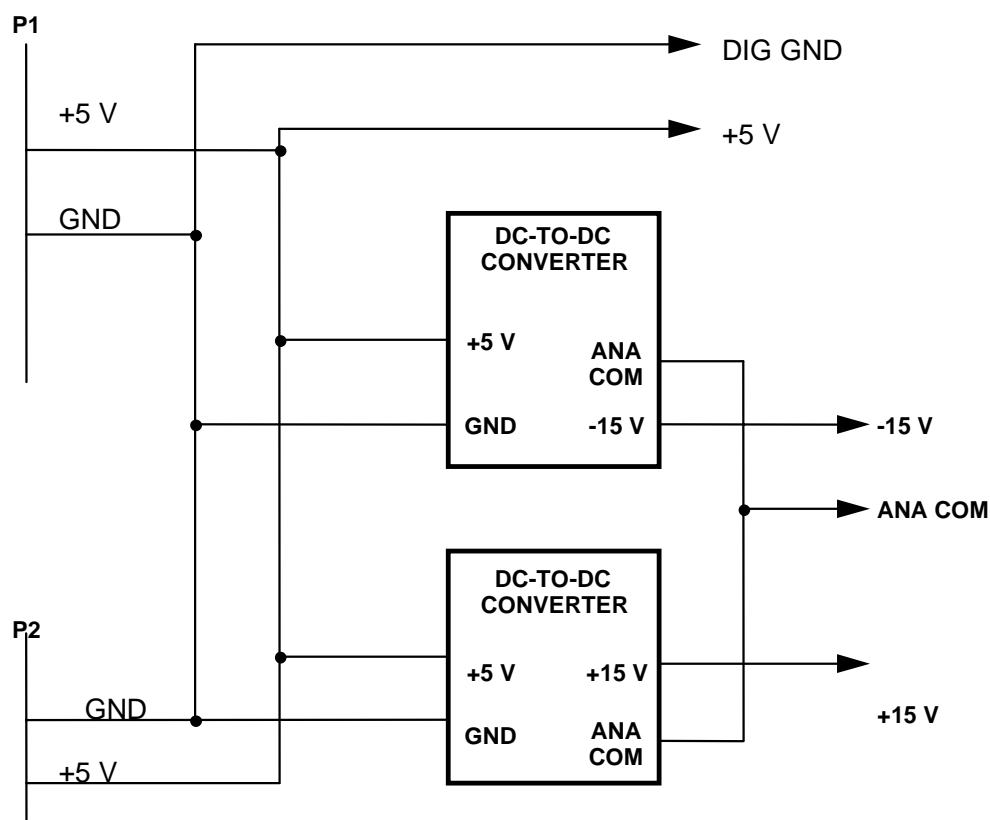 P1
DIG GND
+5 V
+5 V
GND
DC-TO-DC
CONVERTER
+5 V
ANA
COM
GND
-15 V
-15 V
ANA COM
DC-TO-DC
CONVERTER
P2
+5 V
+15 V
GND
GND
ANA
COM
+15 V
+5 V